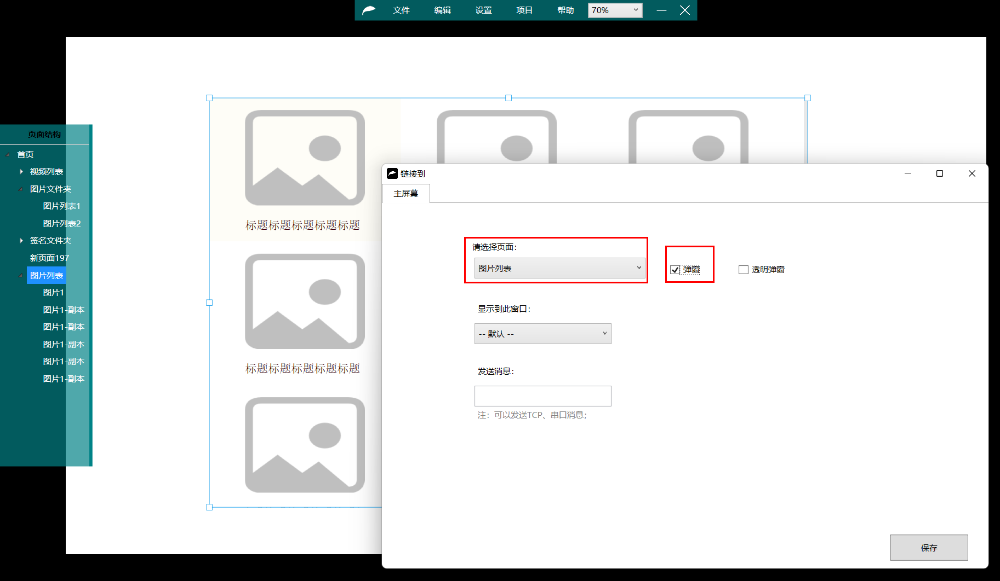 文件 编辑 设置 项目 帮助 70%
页面结构
首页
视频列表
图片文件夹
图片列表1
图片列表2
签名文件夹
新页面197
图片列表
图片1
图片1-副本
图片1-副本
图片1-副本
图片1-副本
图片1-副本
标题标题标题标题标题
标题标题标题标题标题
链接到
主屏幕
请选择页面：
图片列表
弹窗
透明弹窗
显示到此窗口：
-- 默认 --
发送消息：
注：可以发送TCP、串口消息；
保存